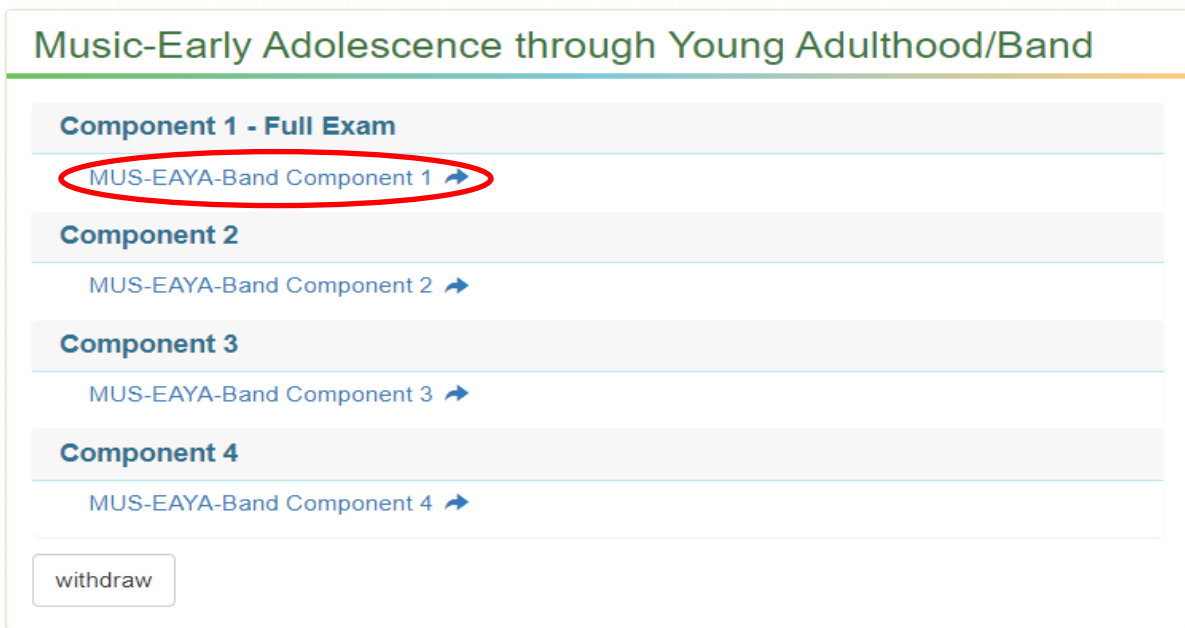 Music-Early Adolescence through Young Adulthood/Band
Component 1 - Full Exam
MUS-EAYA-Band Component 1
Component 2
MUS-EAYA-Band Component 2
Component 3
MUS-EAYA-Band Component 3
Component 4
MUS-EAYA-Band Component 4
withdraw